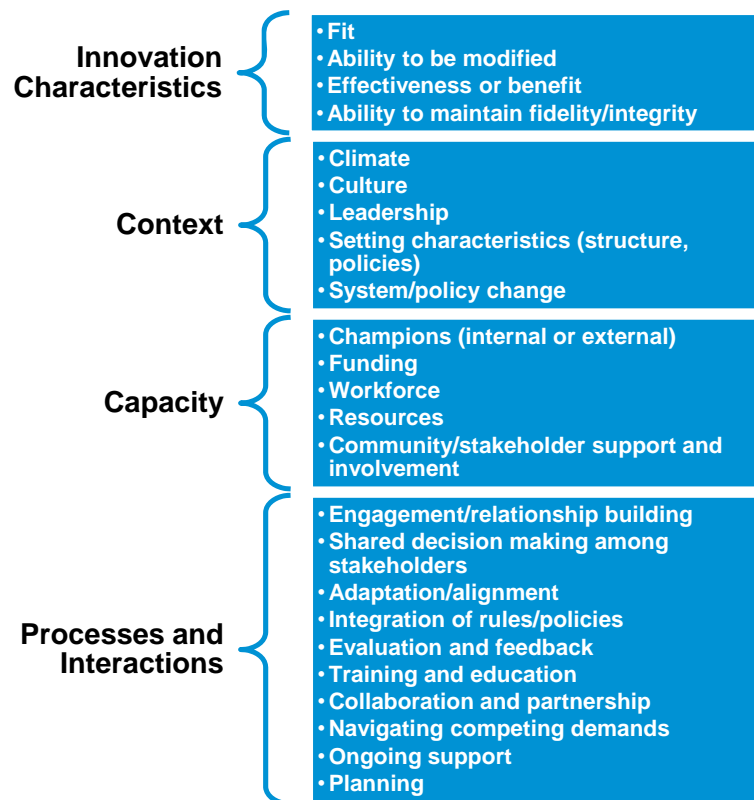 Innovation
Characteristics
• Fit
• Ability to be modified
• Effectiveness or benefit
• Ability to maintain fidelity/integrity
Context
• Climate
• Culture
• Leadership
• Setting characteristics (structure,
policies)
• System/policy change
Capacity
• Champions (internal or external)
• Funding
• Workforce
• Resources
• Community/stakeholder support and
involvement
Processes and
Interactions
• Engagement/relationship building
• Shared decision making among
stakeholders
• Adaptation/alignment
• Integration of rules/policies
• Evaluation and feedback
• Training and education
• Collaboration and partnership
• Navigating competing demands
• Ongoing support
• Planning